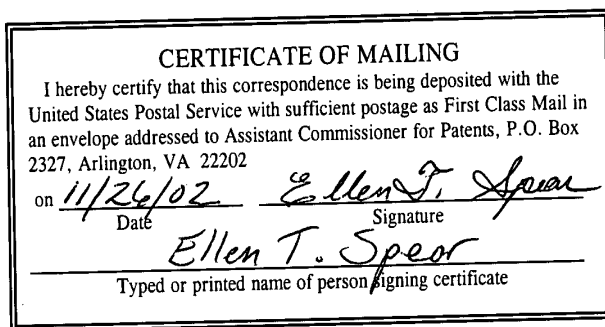 CERTIFICATE OF MAILING
I hereby certify that this correspondence is being deposited with the
United States Postal Service with sufficient postage as First Class Mail in
an envelope addressed to Assistant Commissioner for Patents, P.O. Box
2327, Arlington, VA 22202
on 11/26/02 Ellen T. Spear
Date Signature
Ellen T. Spear
Typed or printed name of person signing certificate